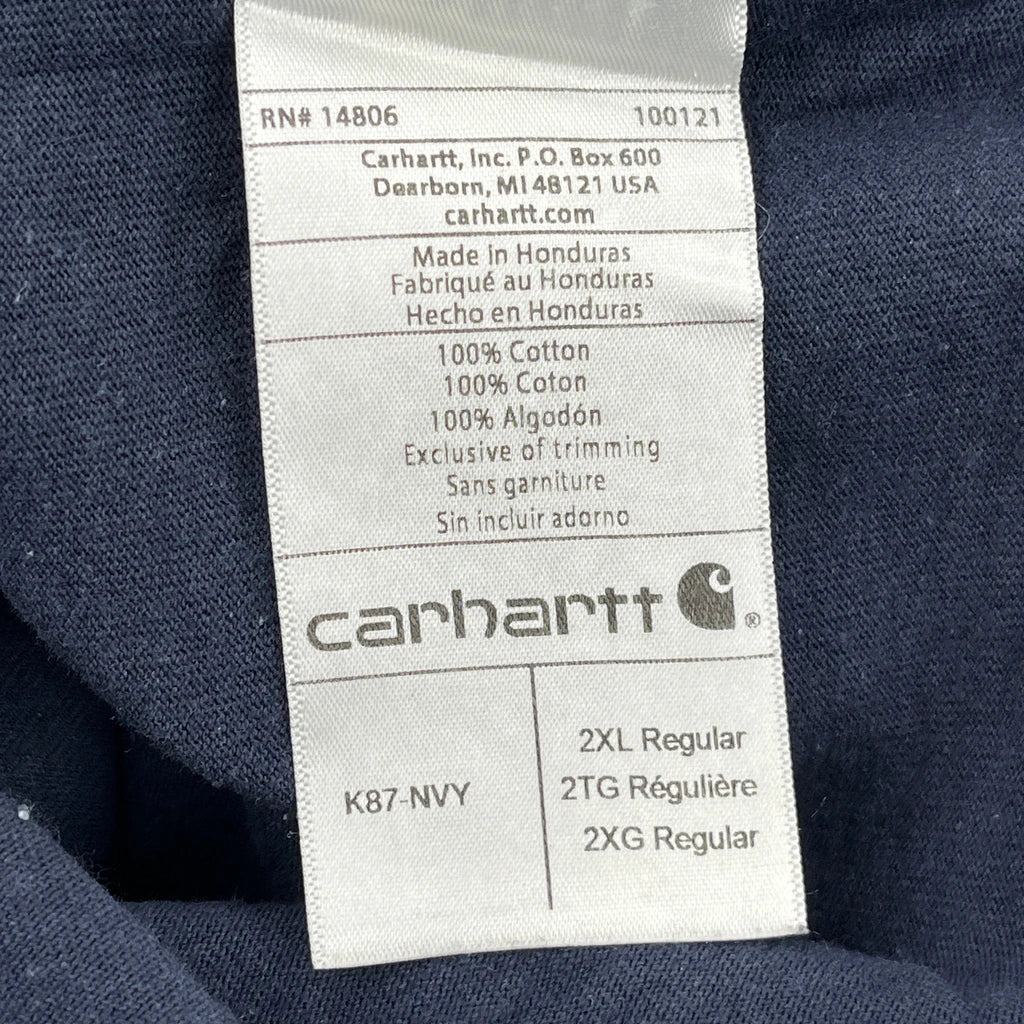 RN# 14806 100121
Carhartt, Inc. P.O. Box 600
Dearborn, MI 48121 USA
carhartt.com
Made in Honduras
Fabriqué au Honduras
Hecho en Honduras
100% Cotton
100% Coton
100% Algodón
Exclusive of trimming
Sans garniture
Sin incluir adorno
carhartt ®
K87-NVY
2XL Regular
2TG Régulière
2XG Regular